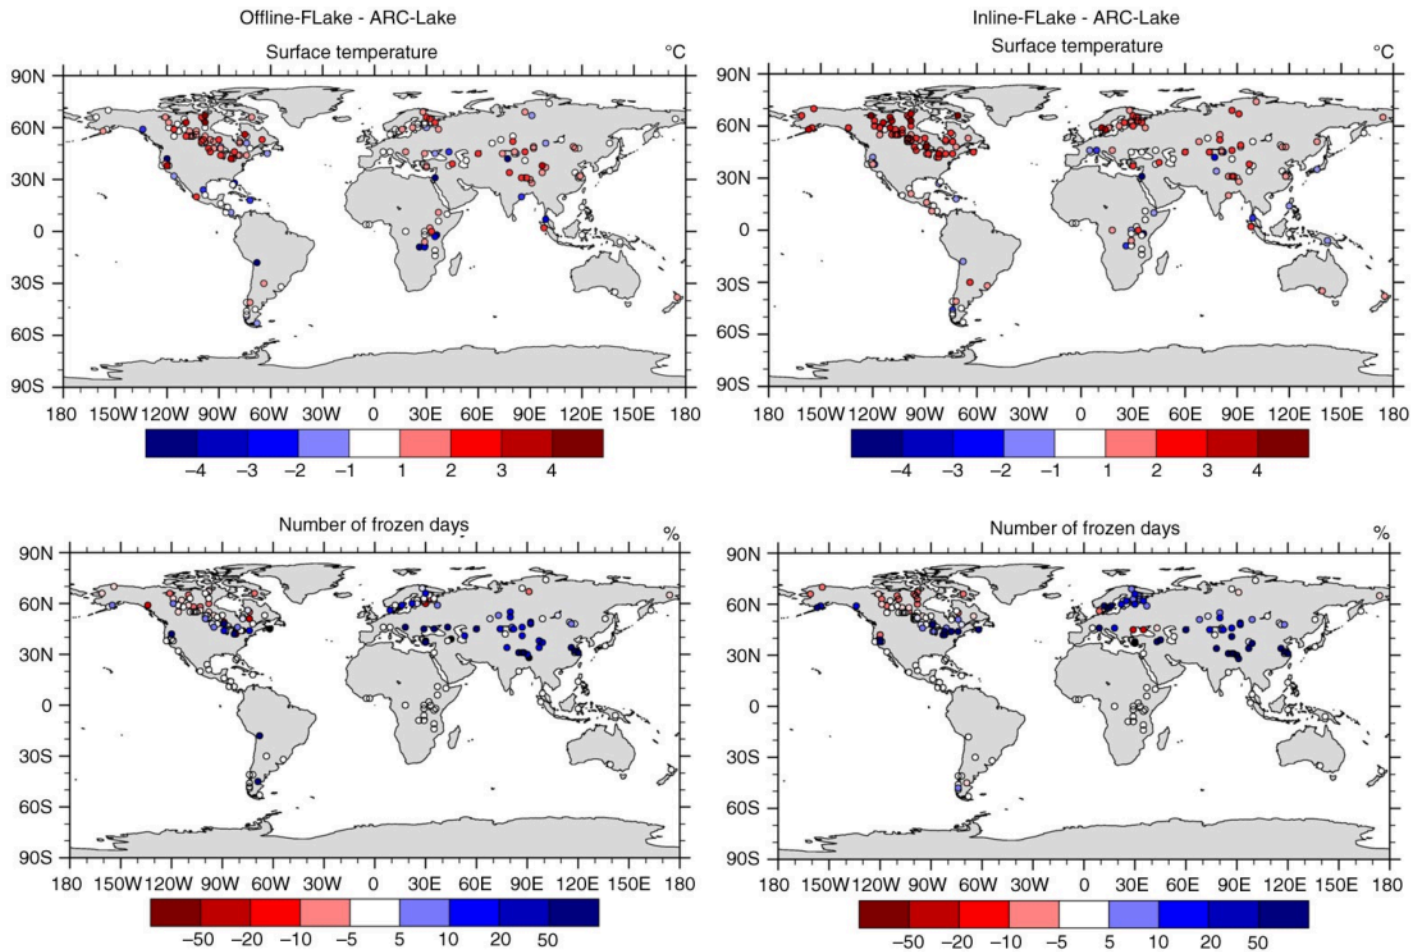 Offline-FLake - ARC-Lake
Surface temperature °C
90N
60N
30N
0
30S
60S
90S
180 150W 120W 90W 60W 30W 0 30E 60E 90E 120E 150E 180
−4 −3 −2 −1 1 2 3 4
Inline-FLake - ARC-Lake
Surface temperature °C
90N
60N
30N
0
30S
60S
90S
180 150W 120W 90W 60W 30W 0 30E 60E 90E 120E 150E 180
−4 −3 −2 −1 1 2 3 4
Number of frozen days %
90N
60N
30N
0
30S
60S
90S
180 150W 120W 90W 60W 30W 0 30E 60E 90E 120E 150E 180
−50 −20 −10 −5 5 10 20 50
Number of frozen days %
90N
60N
30N
0
30S
60S
90S
180 150W 120W 90W 60W 30W 0 30E 60E 90E 120E 150E 180
−50 −20 −10 −5 5 10 20 50